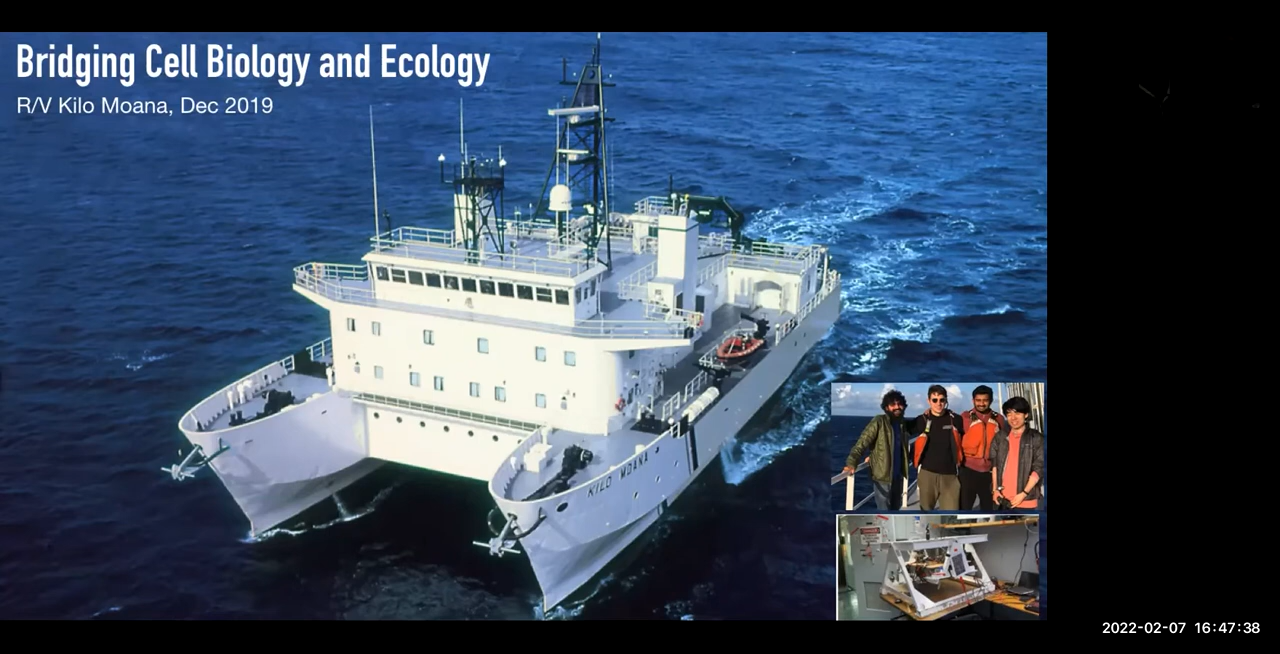 Bridging Cell Biology and Ecology
R/V Kilo Moana, Dec 2019
KILO MOANA
2022-02-07 16:47:38